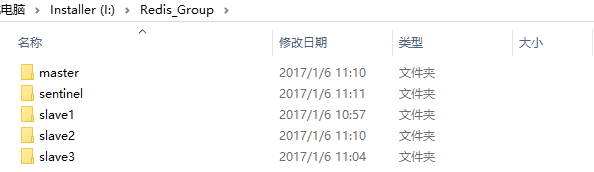 电脑 > Installer (I:) > Redis_Group >
名称 修改日期 类型 大小
master 2017/1/6 11:10 文件夹
sentinel 2017/1/6 11:11 文件夹
slave1 2017/1/6 10:57 文件夹
slave2 2017/1/6 11:10 文件夹
slave3 2017/1/6 11:04 文件夹